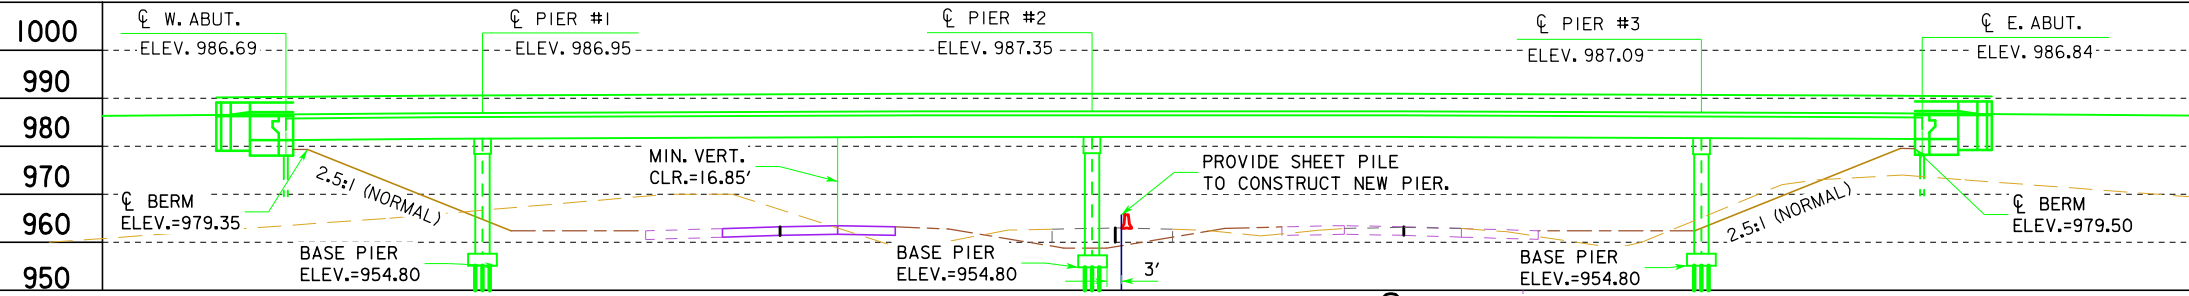 ℄ W. ABUT.
ELEV. 986.69
℄ PIER #1
ELEV. 986.95
℄ PIER #2
ELEV. 987.35
℄ PIER #3
ELEV. 987.09
℄ E. ABUT.
ELEV. 986.84
1000
990
980
970
960
950
2.5:1 (NORMAL)
℄ BERM
ELEV.=979.35
MIN. VERT.
CLR.=16.85'
PROVIDE SHEET PILE
TO CONSTRUCT NEW PIER.
2.5:1 (NORMAL)
℄ BERM
ELEV.=979.50
BASE PIER
ELEV.=954.80
BASE PIER
ELEV.=954.80
3'
BASE PIER
ELEV.=954.80